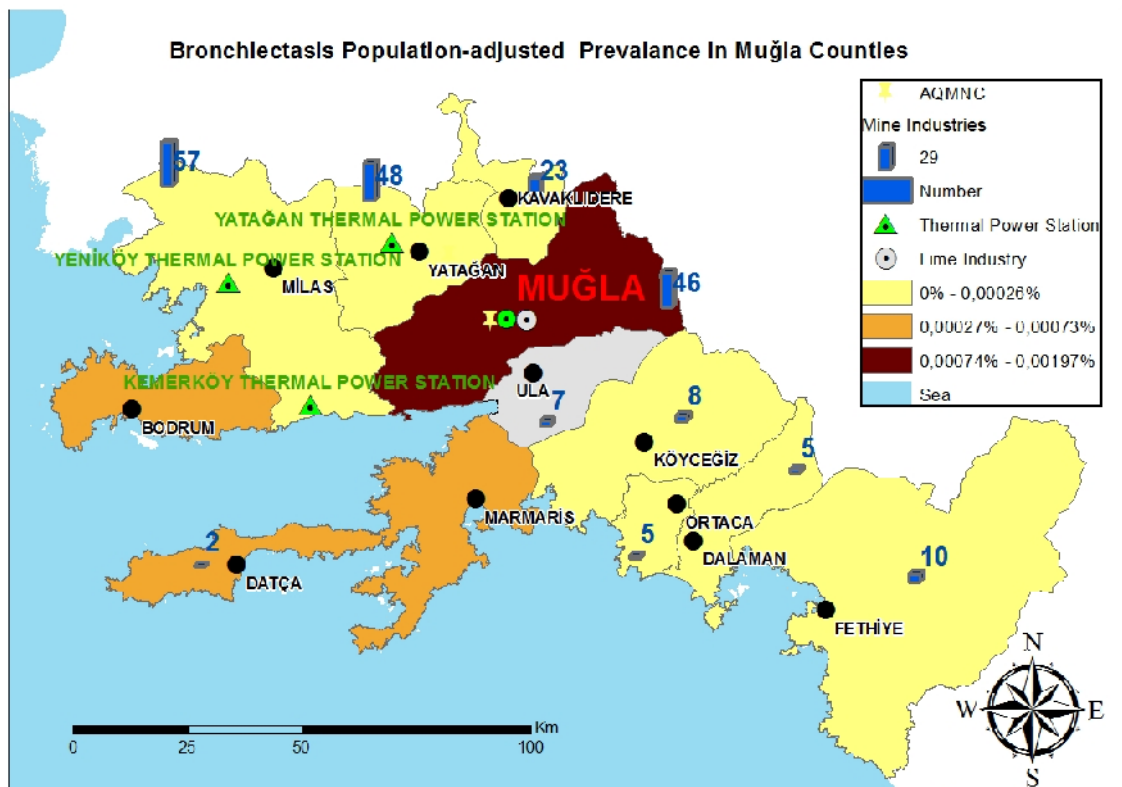 Bronchiectasis Population-adjusted Prevalance in Muğla Counties
AQMNC
Mine Industries
29
Number
Thermal Power Station
Lime Industry
0% - 0,00026%
0,00027% - 0,00073%
0,00074% - 0,00197%
Sea
57
48
23
KAVAKLIDERE
YATAĞAN THERMAL POWER STATION
YENİKÖY THERMAL POWER STATION
YATAĞAN
MİLAS
MUĞLA
46
KEMERKÖY THERMAL POWER STATION
ULA
7
8
BODRUM
KÖYCEĞİZ
5
MARMARİS
ORTACA
5
DALAMAN
2
DATÇA
10
FETHİYE
N
W
E
S
Km
0
25
50
100